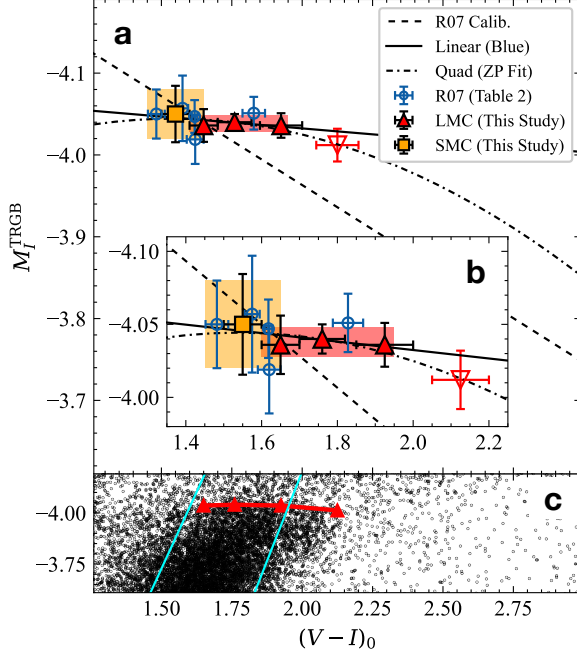 a
R07 Calib.
Linear (Blue)
Quad (ZP Fit)
R07 (Table 2)
LMC (This Study)
SMC (This Study)
−4.1
−4.0
−3.9
−3.8
−3.7
M_I^TRGB
b
−4.10
−4.05
−4.00
1.4 1.6 1.8 2.0 2.2
c
−4.00
−3.75
1.50 1.75 2.00 2.25 2.50 2.75
(V − I)₀